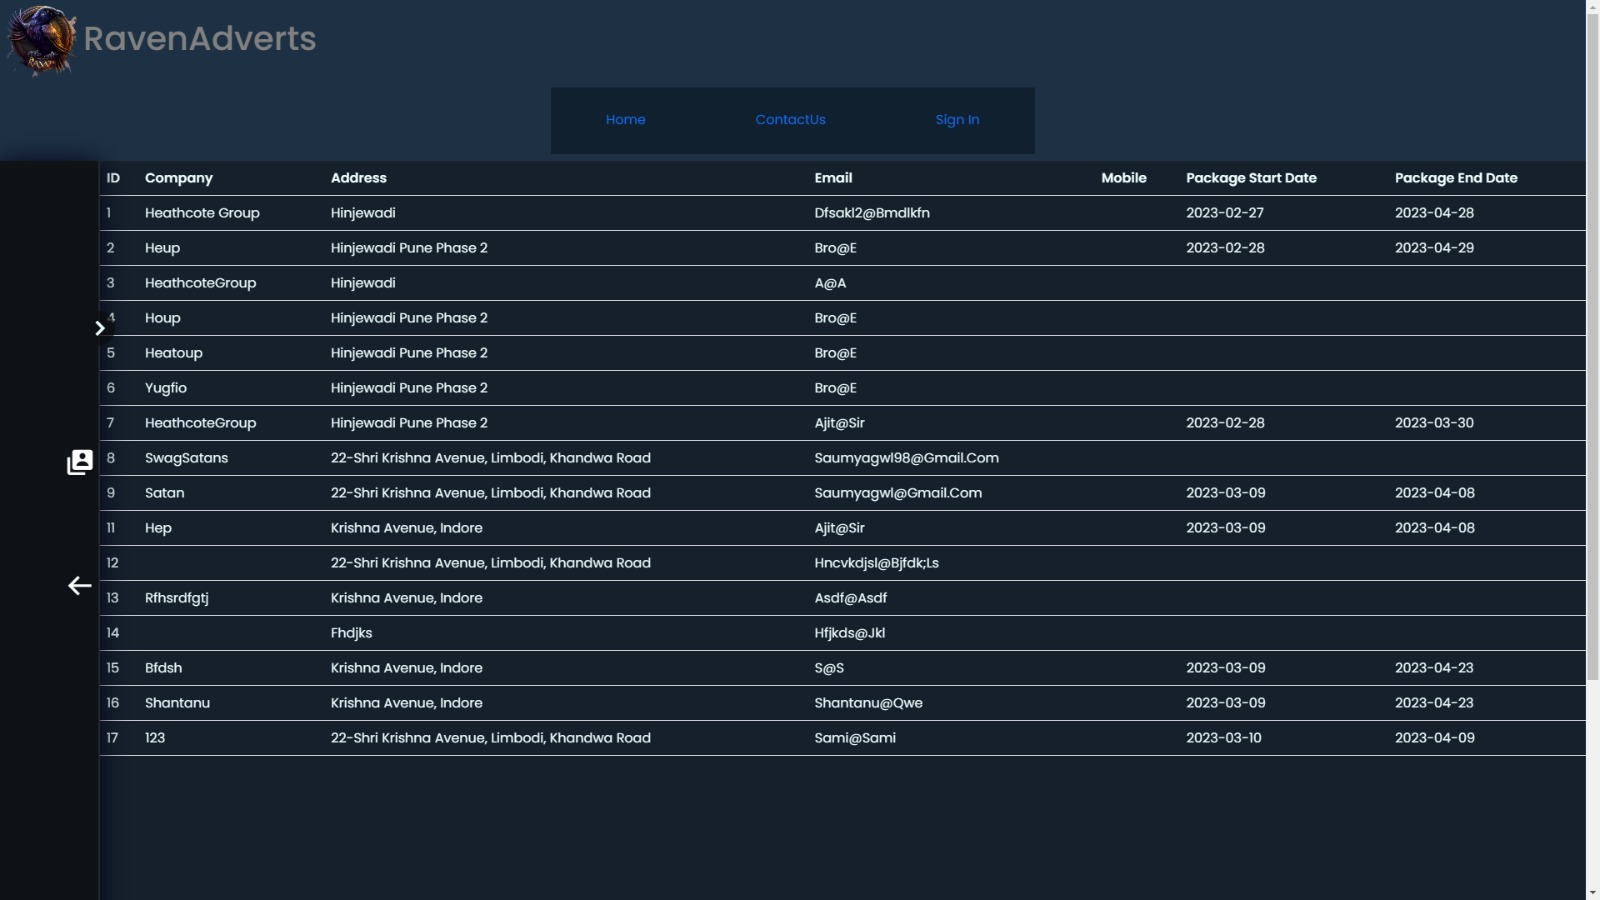 RavenAdverts
Home ContactUs Sign In
ID Company Address Email Mobile Package Start Date Package End Date
1 Heathcote Group Hinjewadi Dfsakl2@Bmdlkfn 2023-02-27 2023-04-28
2 Heup Hinjewadi Pune Phase 2 Bro@E 2023-02-28 2023-04-29
3 HeathcoteGroup Hinjewadi A@A
4 Houp Hinjewadi Pune Phase 2 Bro@E
5 Heatoup Hinjewadi Pune Phase 2 Bro@E
6 Yugfio Hinjewadi Pune Phase 2 Bro@E
7 HeathcoteGroup Hinjewadi Pune Phase 2 Ajit@Sir 2023-02-28 2023-03-30
8 SwagSatans 22-Shri Krishna Avenue, Limbodi, Khandwa Road Saumyagwl98@Gmail.Com
9 Satan 22-Shri Krishna Avenue, Limbodi, Khandwa Road Saumyagwl@Gmail.Com 2023-03-09 2023-04-08
11 Hep Krishna Avenue, Indore Ajit@Sir 2023-03-09 2023-04-08
12 22-Shri Krishna Avenue, Limbodi, Khandwa Road Hncvkdjsl@Bjfdk;Ls
13 Rfhsrdfgtj Krishna Avenue, Indore Asdf@Asdf
14 Fhdjks Hfjkds@Jkl
15 Bfdsh Krishna Avenue, Indore S@S 2023-03-09 2023-04-23
16 Shantanu Krishna Avenue, Indore Shantanu@Qwe 2023-03-09 2023-04-23
17 123 22-Shri Krishna Avenue, Limbodi, Khandwa Road Sami@Sami 2023-03-10 2023-04-09